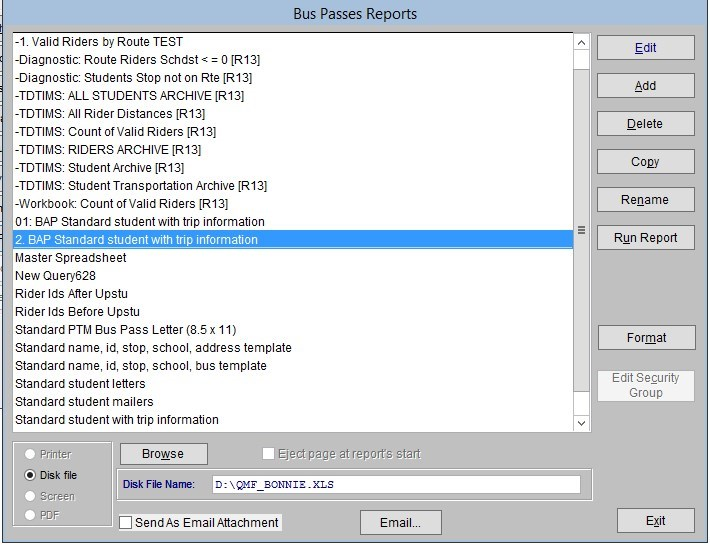 Bus Passes Reports
-1. Valid Riders by Route TEST
-Diagnostic: Route Riders Schdst < = 0 [R13]
-Diagnostic: Students Stop not on Rte [R13]
-TDTIMS: ALL STUDENTS ARCHIVE [R13]
-TDTIMS: All Rider Distances [R13]
-TDTIMS: Count of Valid Riders [R13]
-TDTIMS: RIDERS ARCHIVE [R13]
-TDTIMS: Student Archive [R13]
-TDTIMS: Student Transportation Archive [R13]
-Workbook: Count of Valid Riders [R13]
01: BAP Standard student with trip information
2. BAP Standard student with trip information
Master Spreadsheet
New Query628
Rider Ids After Upstu
Rider Ids Before Upstu
Standard PTM Bus Pass Letter (8.5 x 11)
Standard name, id, stop, school, address template
Standard name, id, stop, school, bus template
Standard student letters
Standard student mailers
Standard student with trip information
Edit
Add
Delete
Copy
Rename
Run Report
Format
Edit Security
Group
Printer
Disk file
Screen
PDF
Browse
Eject page at report's start
Disk File Name:
D:\QMF_BONNIE.XLS
Send As Email Attachment
Email...
Exit